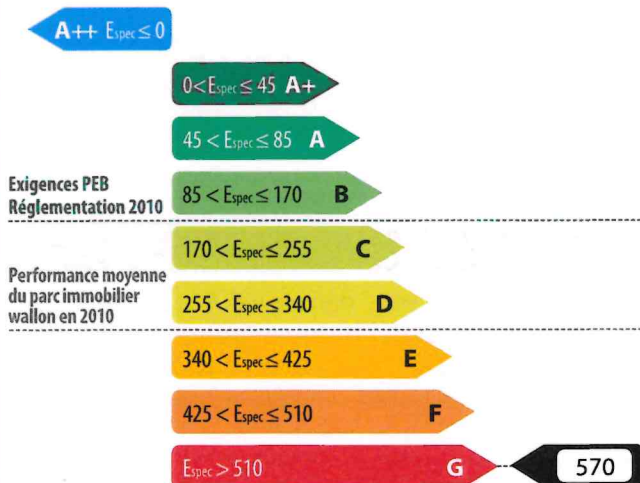 A++ Espec ≤ 0
0 < Espec ≤ 45 A+
45 < Espec ≤ 85 A
Exigences PEB
Réglementation 2010
85 < Espec ≤ 170 B
170 < Espec ≤ 255 C
Performance moyenne
du parc immobilier
wallon en 2010
255 < Espec ≤ 340 D
340 < Espec ≤ 425 E
425 < Espec ≤ 510 F
Espec > 510 G 570